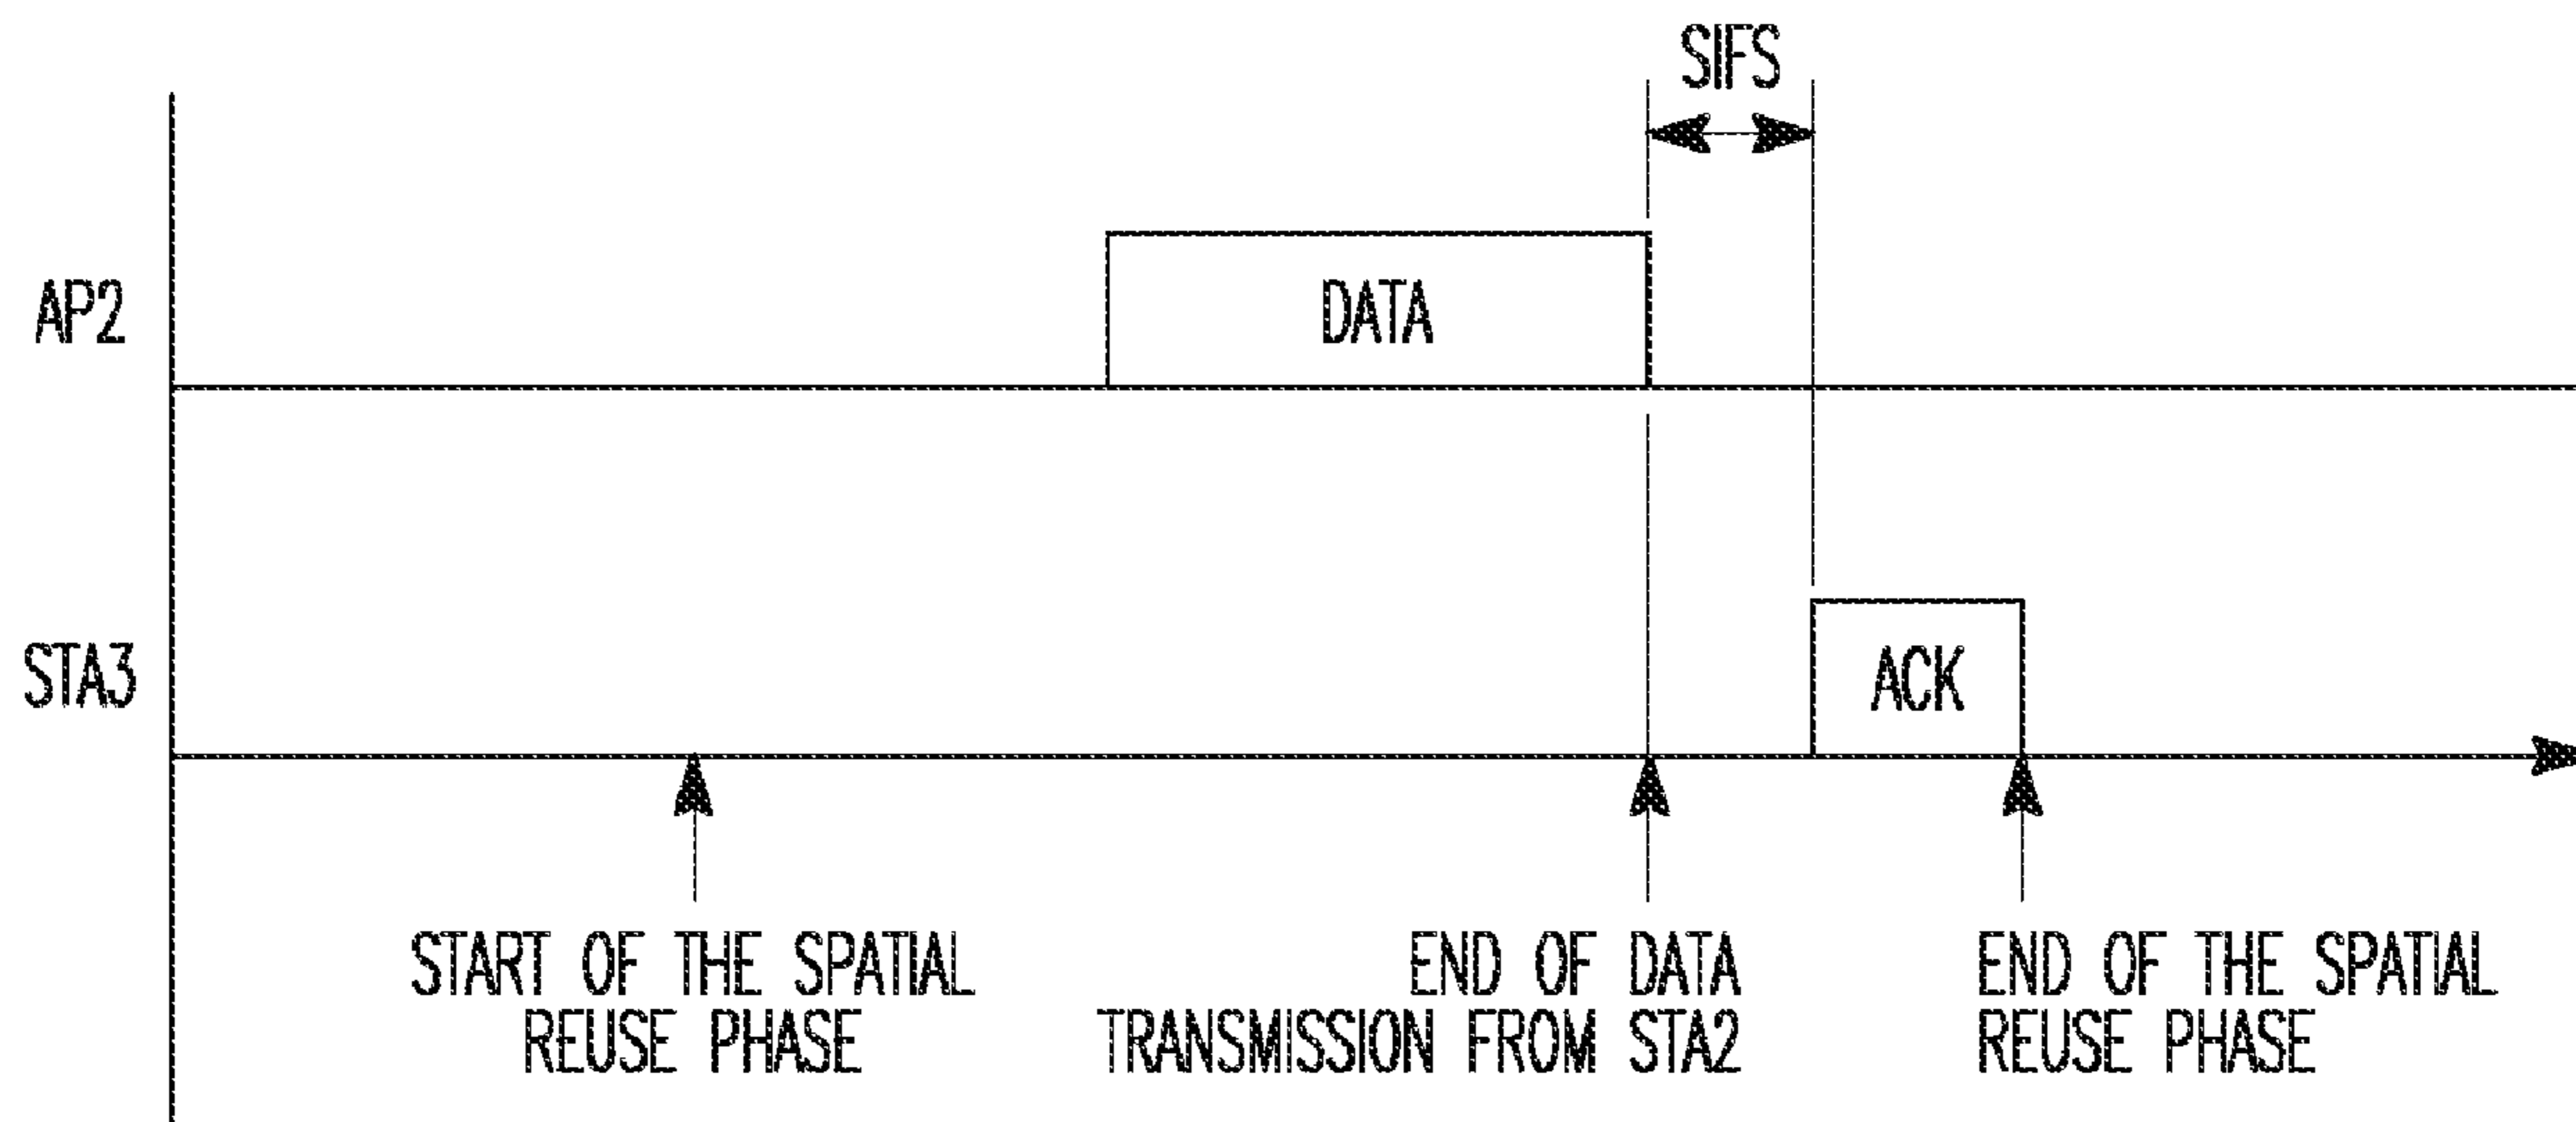 SIFS
AP2
DATA
STA3
ACK
START OF THE SPATIAL
REUSE PHASE
END OF DATA
TRANSMISSION FROM STA2
END OF THE SPATIAL
REUSE PHASE